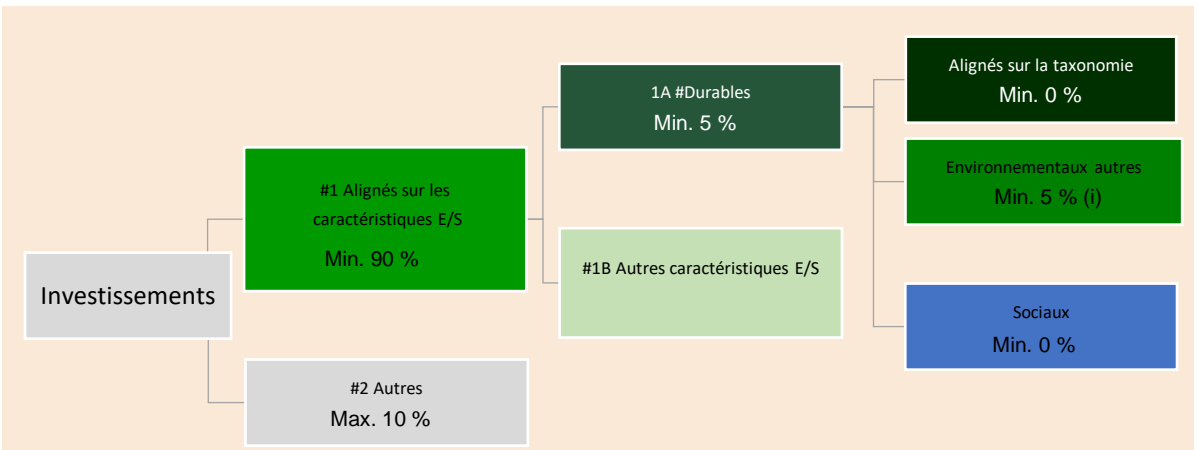 Investissements
#1 Alignés sur les
caractéristiques E/S
Min. 90 %
#2 Autres
Max. 10 %
1A #Durables
Min. 5 %
#1B Autres caractéristiques E/S
Alignés sur la taxonomie
Min. 0 %
Environnementaux autres
Min. 5 % (i)
Sociaux
Min. 0 %